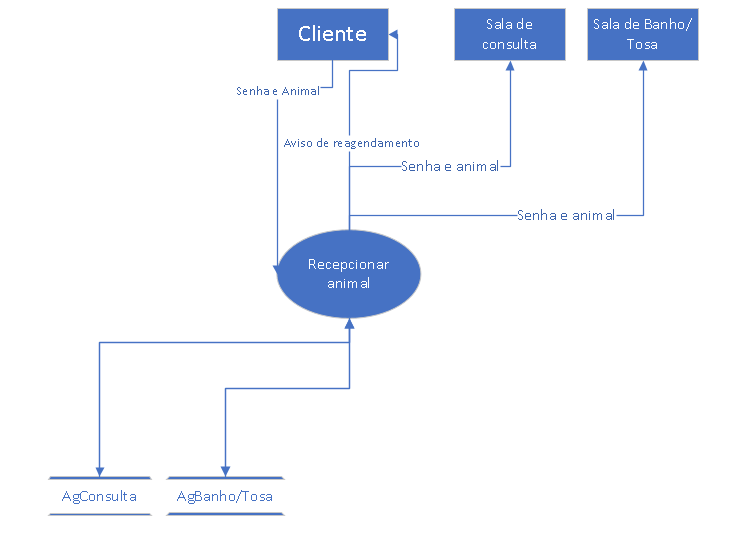 Cliente
Sala de
consulta
Sala de Banho/
Tosa
Senha e Animal
Aviso de reagendamento
Senha e animal
Senha e animal
Recepcionar
animal
AgConsulta
AgBanho/Tosa